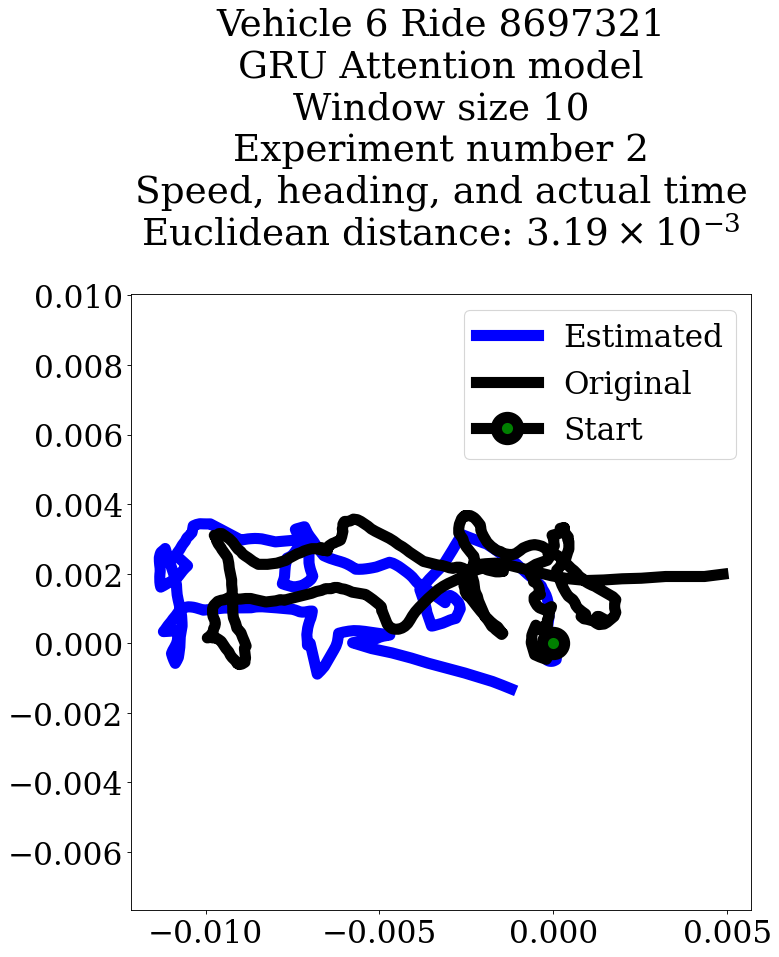 Vehicle 6 Ride 8697321
GRU Attention model
Window size 10
Experiment number 2
Speed, heading, and actual time
Euclidean distance: 3.19 × 10⁻³
0.010
0.008
0.006
0.004
0.002
0.000
−0.002
−0.004
−0.006
Estimated
Original
Start
−0.010
−0.005
0.000
0.005